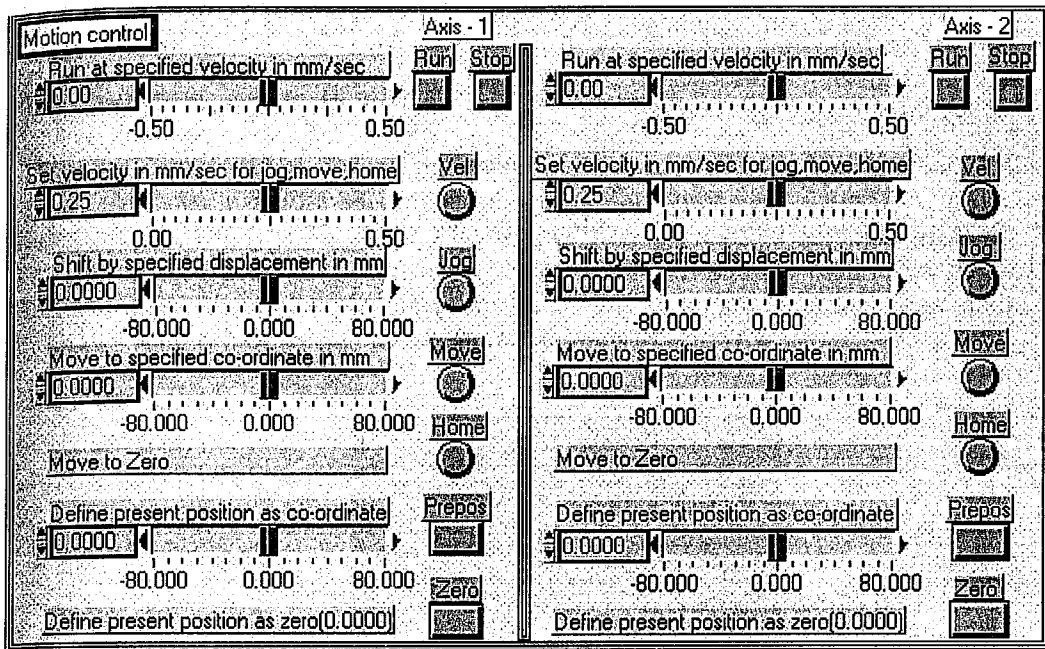 Motion control
Axis - 1
Run at specified velocity in mm/sec
Run Stop
0.00
-0.50 0.50
Set velocity in mm/sec for jog,move,home
Vel
0.25
0.00 0.50
Shift by specified displacement in mm
Jog
0.0000
-80.000 0.000 80.000
Move to specified co-ordinate in mm
Move
0.0000
-80.000 0.000 80.000
Home
Move to Zero
Define present position as co-ordinate
Prepos
0.0000
-80.000 0.000 80.000
Zero
Define present position as zero(0.0000)
Axis - 2
Run at specified velocity in mm/sec
Run Stop
0.00
-0.50 0.50
Set velocity in mm/sec for jog,move,home
Vel
0.25
0.00 0.50
Shift by specified displacement in mm
Jog
0.0000
-80.000 0.000 80.000
Move to specified co-ordinate in mm
Move
0.0000
-80.000 0.000 80.000
Home
Move to Zero
Define present position as co-ordinate
Prepos
0.0000
-80.000 0.000 80.000
Zero
Define present position as zero(0.0000)